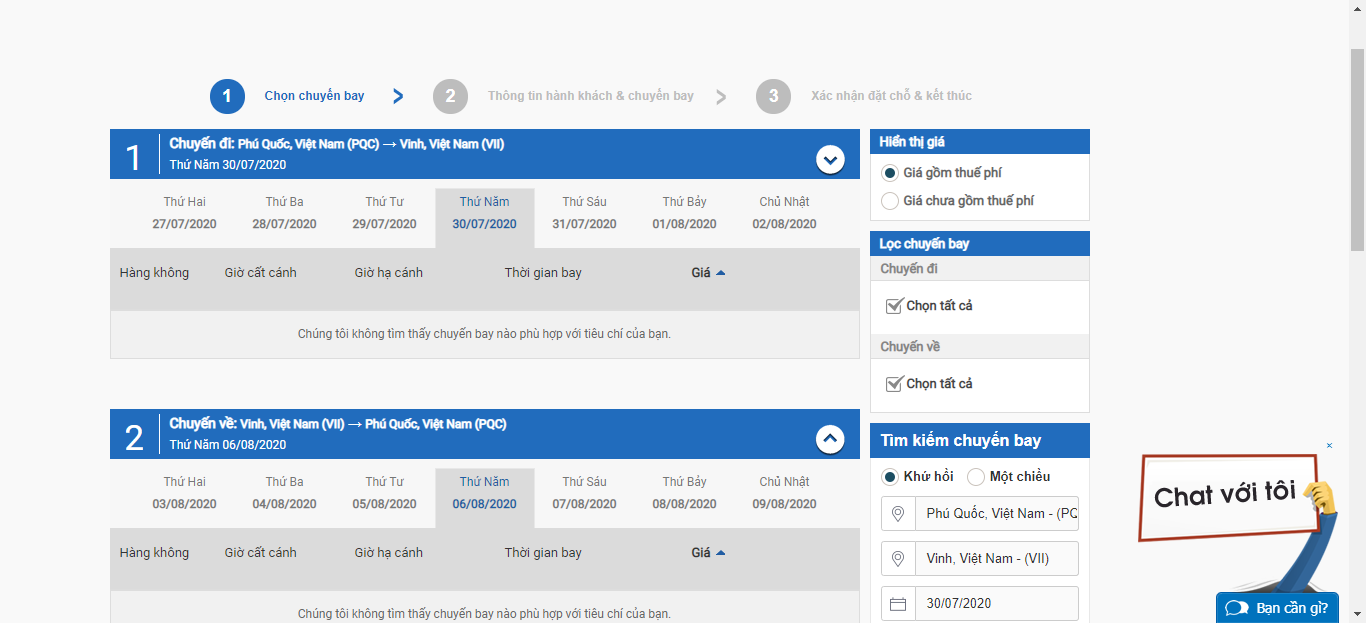 1 Chọn chuyến bay 2 Thông tin hành khách & chuyến bay 3 Xác nhận đặt chỗ & kết thúc
1 Chuyến đi: Phú Quốc, Việt Nam (PQC) → Vinh, Việt Nam (VII)
Thứ Năm 30/07/2020
Thứ Hai Thứ Ba Thứ Tư Thứ Năm Thứ Sáu Thứ Bảy Chủ Nhật
27/07/2020 28/07/2020 29/07/2020 30/07/2020 31/07/2020 01/08/2020 02/08/2020
Hàng không Giờ cất cánh Giờ hạ cánh Thời gian bay Giá
Chúng tôi không tìm thấy chuyến bay nào phù hợp với tiêu chí của bạn.
2 Chuyến về: Vinh, Việt Nam (VII) → Phú Quốc, Việt Nam (PQC)
Thứ Năm 06/08/2020
Thứ Hai Thứ Ba Thứ Tư Thứ Năm Thứ Sáu Thứ Bảy Chủ Nhật
03/08/2020 04/08/2020 05/08/2020 06/08/2020 07/08/2020 08/08/2020 09/08/2020
Hàng không Giờ cất cánh Giờ hạ cánh Thời gian bay Giá
Chúng tôi không tìm thấy chuyến bay nào phù hợp với tiêu chí của bạn.
Hiển thị giá
Giá gồm thuế phí
Giá chưa gồm thuế phí
Lọc chuyến bay
Chuyến đi
Chọn tất cả
Chuyến về
Chọn tất cả
Tìm kiếm chuyến bay
Khứ hồi Một chiều
Phú Quốc, Việt Nam - (PQ
Vinh, Việt Nam - (VII)
30/07/2020
Chat với tôi
Bạn cần gì?